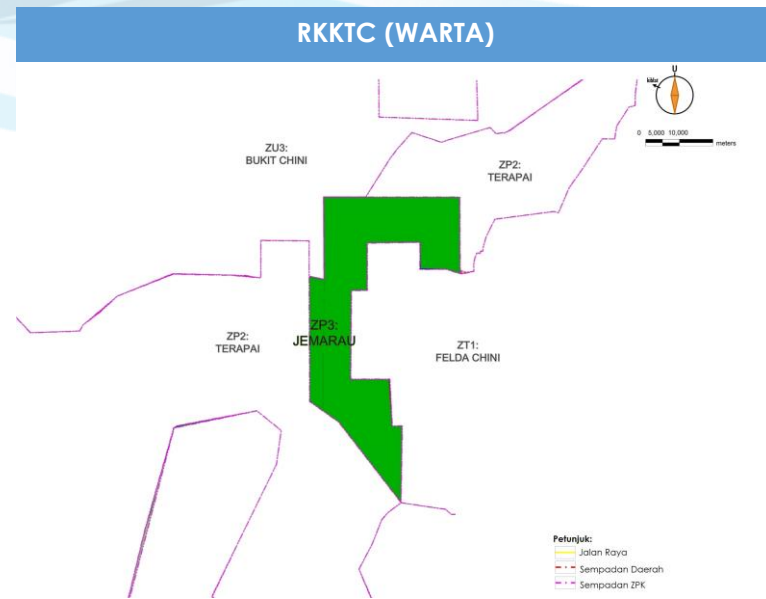 RKKTC (WARTA)
U
kiblat
0 5,000 10,000
meters
ZU3:
BUKIT CHINI
ZP2:
TERAPAI
ZP3:
JEMARAU
ZP2:
TERAPAI
ZT1:
FELDA CHINI
Petunjuk:
Jalan Raya
Sempadan Daerah
Sempadan ZPK